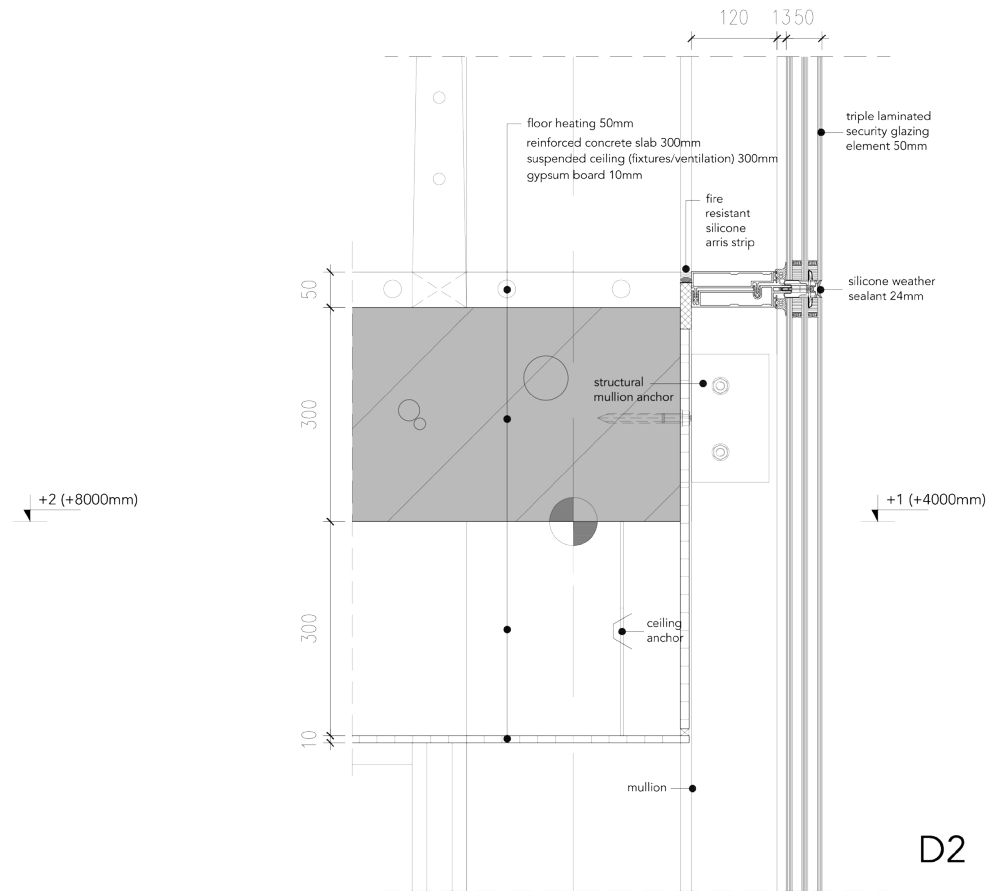 120 13 50
triple laminated
security glazing
element 50mm
floor heating 50mm
reinforced concrete slab 300mm
suspended ceiling (fixtures/ventilation) 300mm
gypsum board 10mm
fire
resistant
silicone
arris strip
silicone weather
sealant 24mm
50
300
structural
mullion anchor
+2 (+8000mm)
+1 (+4000mm)
300
ceiling
anchor
10
mullion
D2